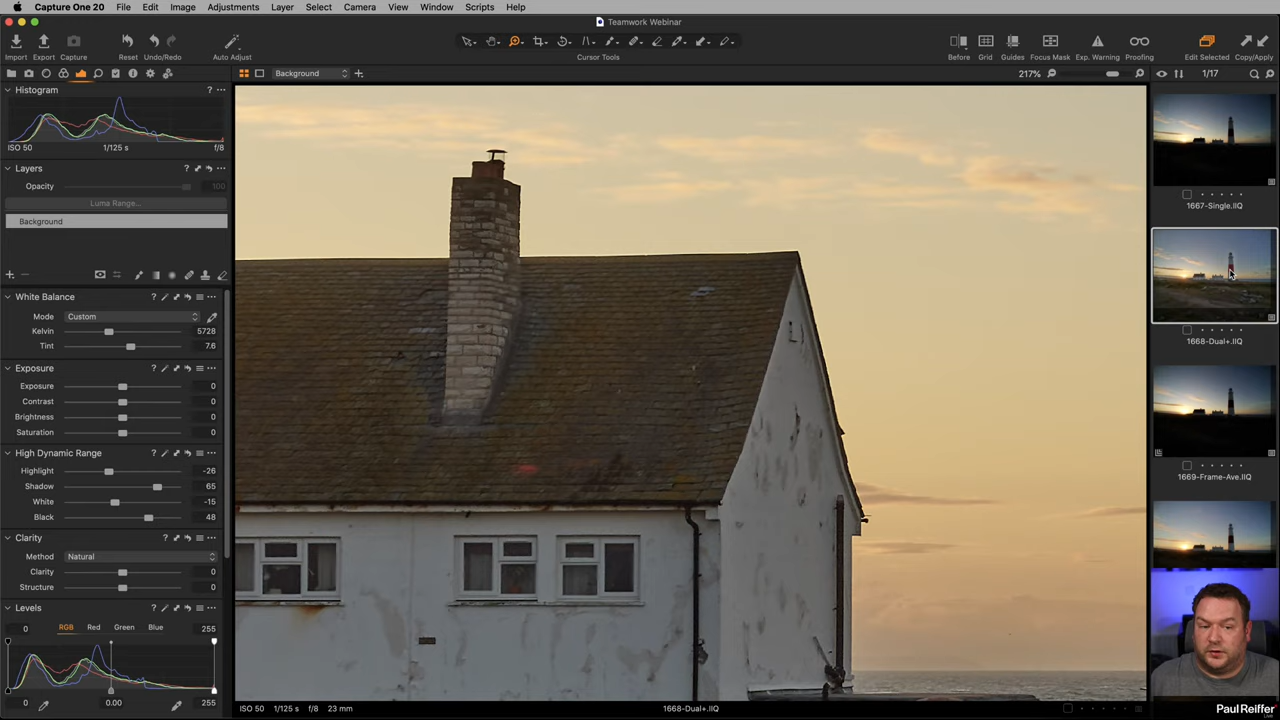 Capture One 20 File Edit Image Adjustments Layer Select Camera View Window Scripts Help
Teamwork Webinar
Import Export Capture Reset Undo/Redo Auto Adjust Cursor Tools Before Grid Guides Focus Mask Exp. Warning Proofing Edit Selected Copy/Apply
Background
217%
1/17
Histogram ?
ISO 50 1/125 s f/8
Layers ?
Opacity 100
Luma Range...
Background
White Balance ?
Mode Custom
Kelvin 5728
Tint 7.6
Exposure ?
Exposure 0
Contrast 0
Brightness 0
Saturation 0
High Dynamic Range ?
Highlight -26
Shadow 65
White -15
Black 48
Clarity ?
Method Natural
Clarity 0
Structure 0
Levels ?
0 RGB Red Green Blue 255
0 0.00 255
ISO 50 1/125 s f/8 23 mm 1668-Dual+.IIQ
1667-Single.IIQ
1668-Dual+.IIQ
1669-Frame-Ave.IIQ
Paul Reiffer Live